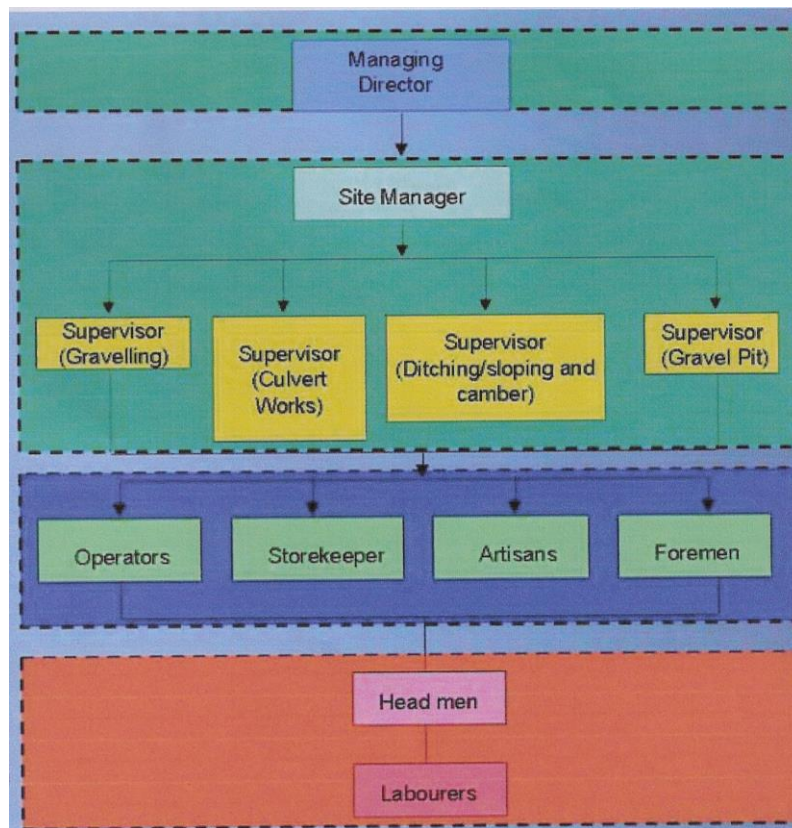 Managing
Director
Site Manager
Supervisor
(Gravelling)
Supervisor
(Culvert
Works)
Supervisor
(Ditching/sloping and
camber)
Supervisor
(Gravel Pit)
Operators
Storekeeper
Artisans
Foremen
Head men
Labourers